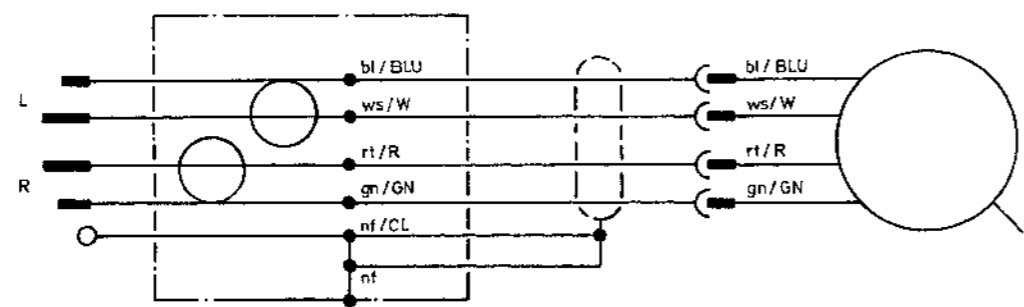 bl/BLU bl/BLU
L
ws/W ws/W
rt/R rt/R
R
gn/GN gn/GN
nf/CL
nf